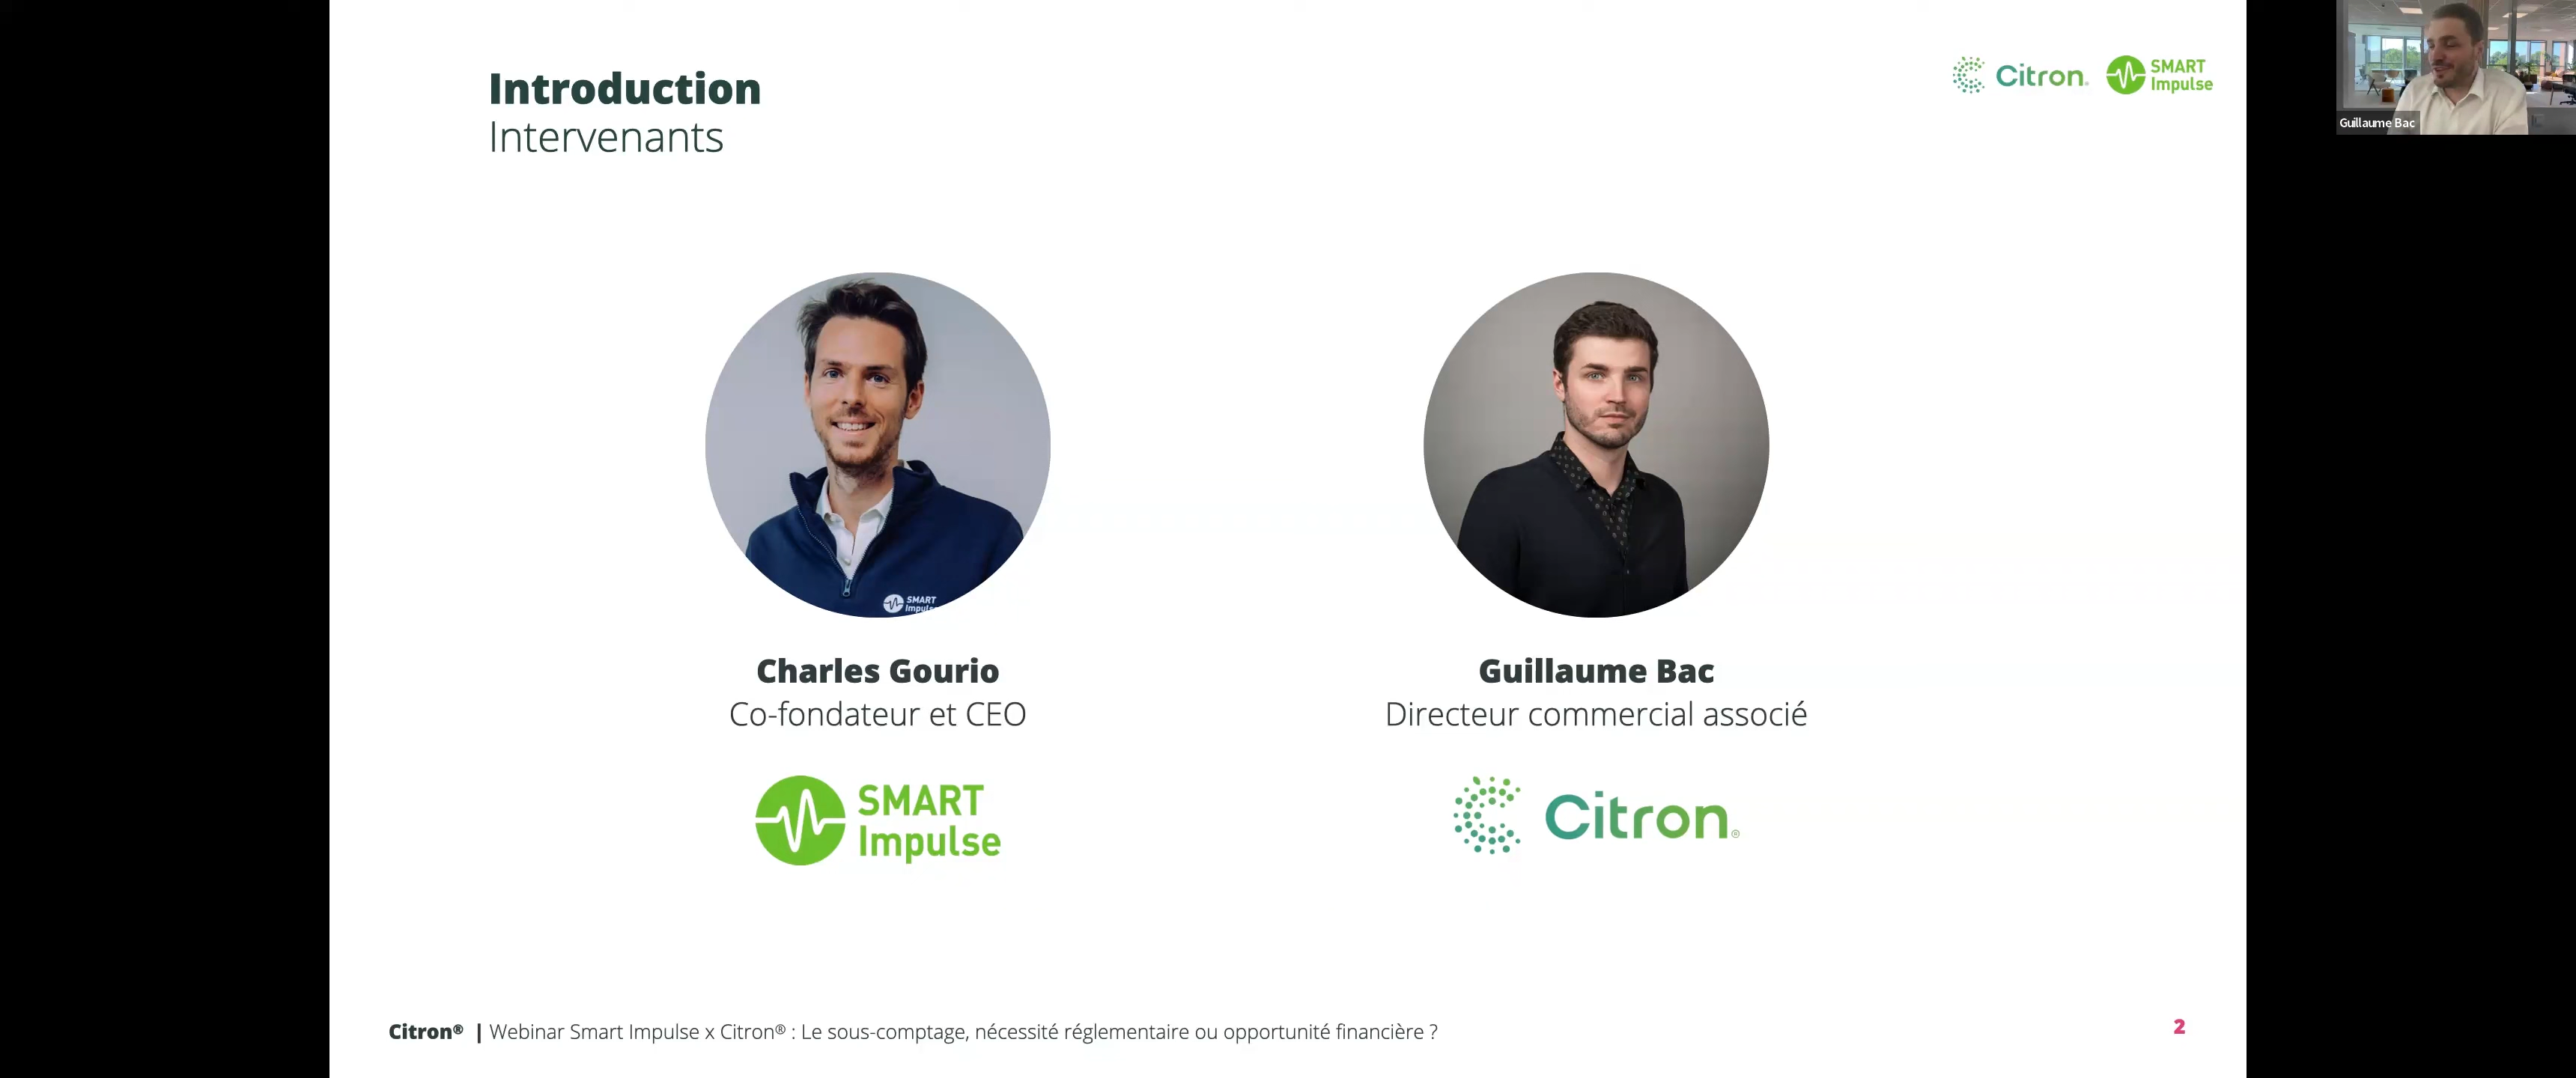 Introduction
Intervenants
Citron®
SMART
Impulse
Guillaume Bac
SMART
Charles Gourio
Co-fondateur et CEO
SMART
Impulse
Guillaume Bac
Directeur commercial associé
Citron®
Citron® | Webinar Smart Impulse x Citron® : Le sous-comptage, nécessité réglementaire ou opportunité financière ?
2